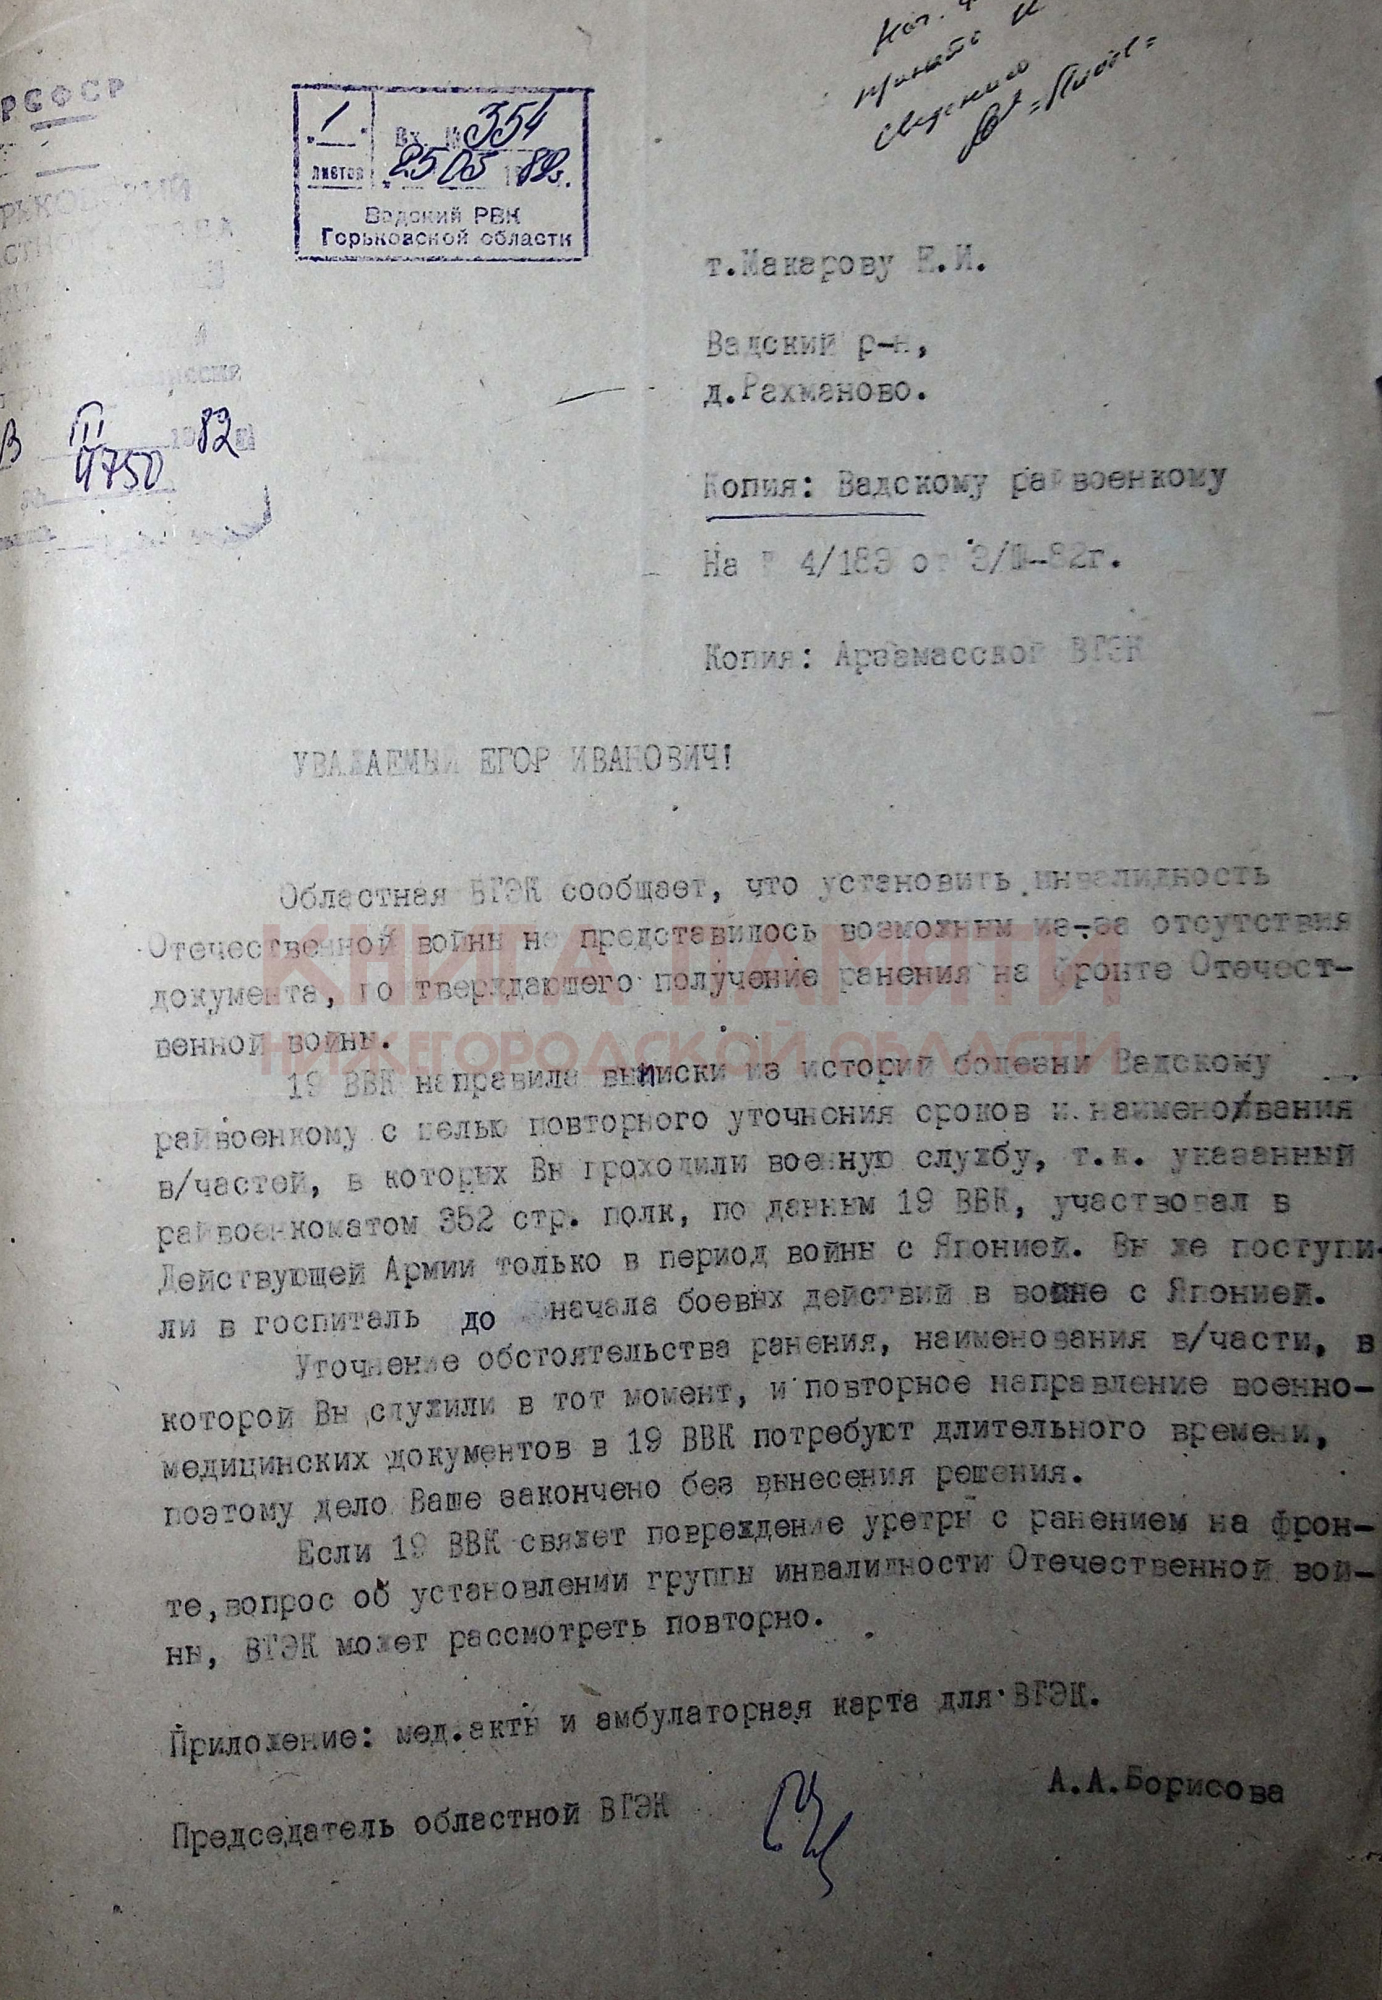 РСФСР
1
листов
Вх. № 354
25 03 1982г.
Вадский РВК
Горьковской области
принято к
сведению
III 1982
4750
т.Макарову Е.И.
Вадский р-н,
д.Рахманово.
Копия: Вадскому райвоенкому
На № 4/183 от 3/Ш-82г.
Копия: Арзамасской ВТЭК
УВАЖАЕМЫЙ ЕГОР ИВАНОВИЧ!
Областная ВТЭК сообщает, что установить инвалидность
Отечественной войны не представилось возможным из-за отсутствия
документа, подтверждающего получение ранения на фронте Отечест-
венной войны.
19 ВВК направила выписки из историй болезни Вадскому
райвоенкому с целью повторного уточнения сроков и наименования
в/частей, в которых Вы проходили военную службу, т.к. указанный
райвоенкоматом 352 стр. полк, по данным 19 ВВК, участвовал в
Действующей Армии только в период войны с Японией. Вы же поступи-
ли в госпиталь до начала боевых действий в войне с Японией.
Уточнение обстоятельства ранения, наименования в/части, в
которой Вы служили в тот момент, и повторное направление военно-
медицинских документов в 19 ВВК потребуют длительного времени,
поэтому дело Ваше закончено без вынесения решения.
Если 19 ВВК свяжет повреждение уретры с ранением на фрон-
те, вопрос об установлении группы инвалидности Отечественной вой-
ны, ВТЭК может рассмотреть повторно.
Приложение: мед.акты и амбулаторная карта для ВТЭК.
Председатель областной ВТЭК
А.А.Борисова
КНИГА ПАМЯТИ
НИЖЕГОРОДСКОЙ ОБЛАСТИ